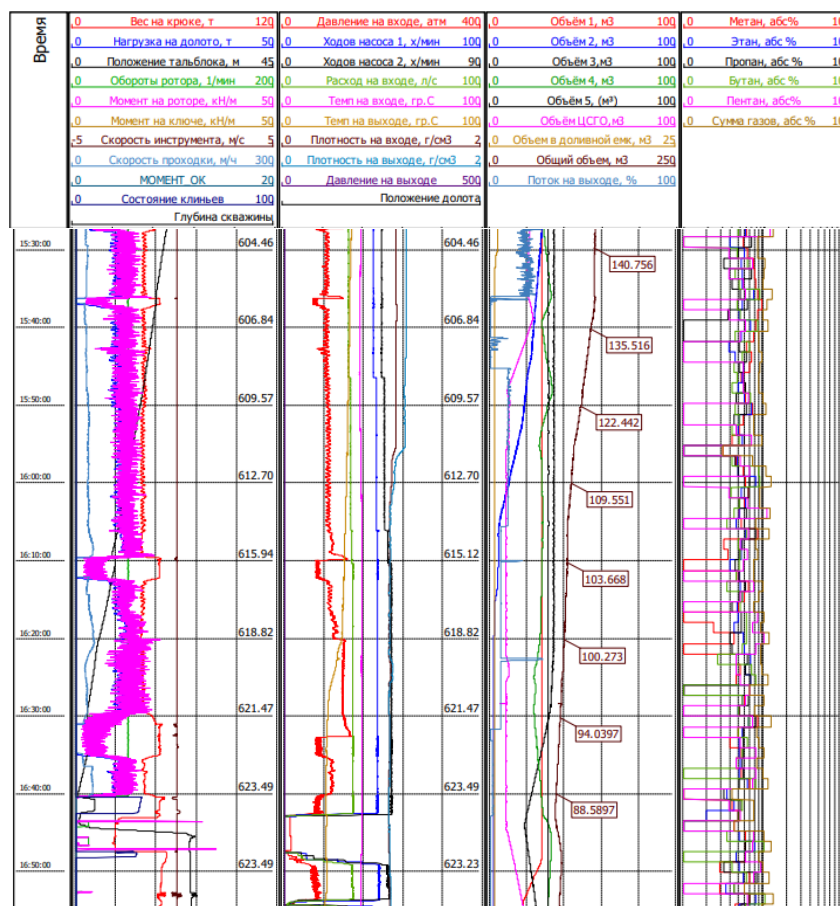 Время
0 Вес на крюке, т 120
0 Нагрузка на долото, т 50
0 Положение тальблока, м 45
0 Обороты ротора, 1/мин 200
0 Момент на роторе, кН/м 50
0 Момент на ключе, кН/м 50
-5 Скорость инструмента, м/с 5
0 Скорость проходки, м/ч 300
0 МОМЕНТ_ОК 20
0 Состояние клиньев 100
Глубина скважины
0 Давление на входе, атм 400
0 Ходов насоса 1, х/мин 100
0 Ходов насоса 2, х/мин 90
0 Расход на входе, л/с 100
0 Темп на входе, гр.С 100
0 Темп на выходе, гр.С 100
0 Плотность на входе, г/см3 2
0 Плотность на выходе, г/см3 2
0 Давление на выходе 500
Положение долота
0 Объём 1, м3 100
0 Объём 2, м3 100
0 Объём 3,м3 100
0 Объём 4, м3 100
0 Объем 5, (м³) 100
0 Объём ЦСГО,м3 100
0 Объем в доливной емк, м3 25
0 Общий объем, м3 250
0 Поток на выходе, % 100
0 Метан, абс%
0 Этан, абс %
0 Пропан, абс %
0 Бутан, абс %
0 Пентан, абс%
0 Сумма газов, абс %
15:30:00 604.46 604.46
140.756
15:40:00 606.84 606.84
135.516
15:50:00 609.57 609.57
122.442
16:00:00 612.70 612.70
109.551
16:10:00 615.94 615.12
103.668
16:20:00 618.82 618.82
100.273
16:30:00 621.47 621.47
94.0397
16:40:00 623.49 623.49
88.5897
16:50:00 623.49 623.23